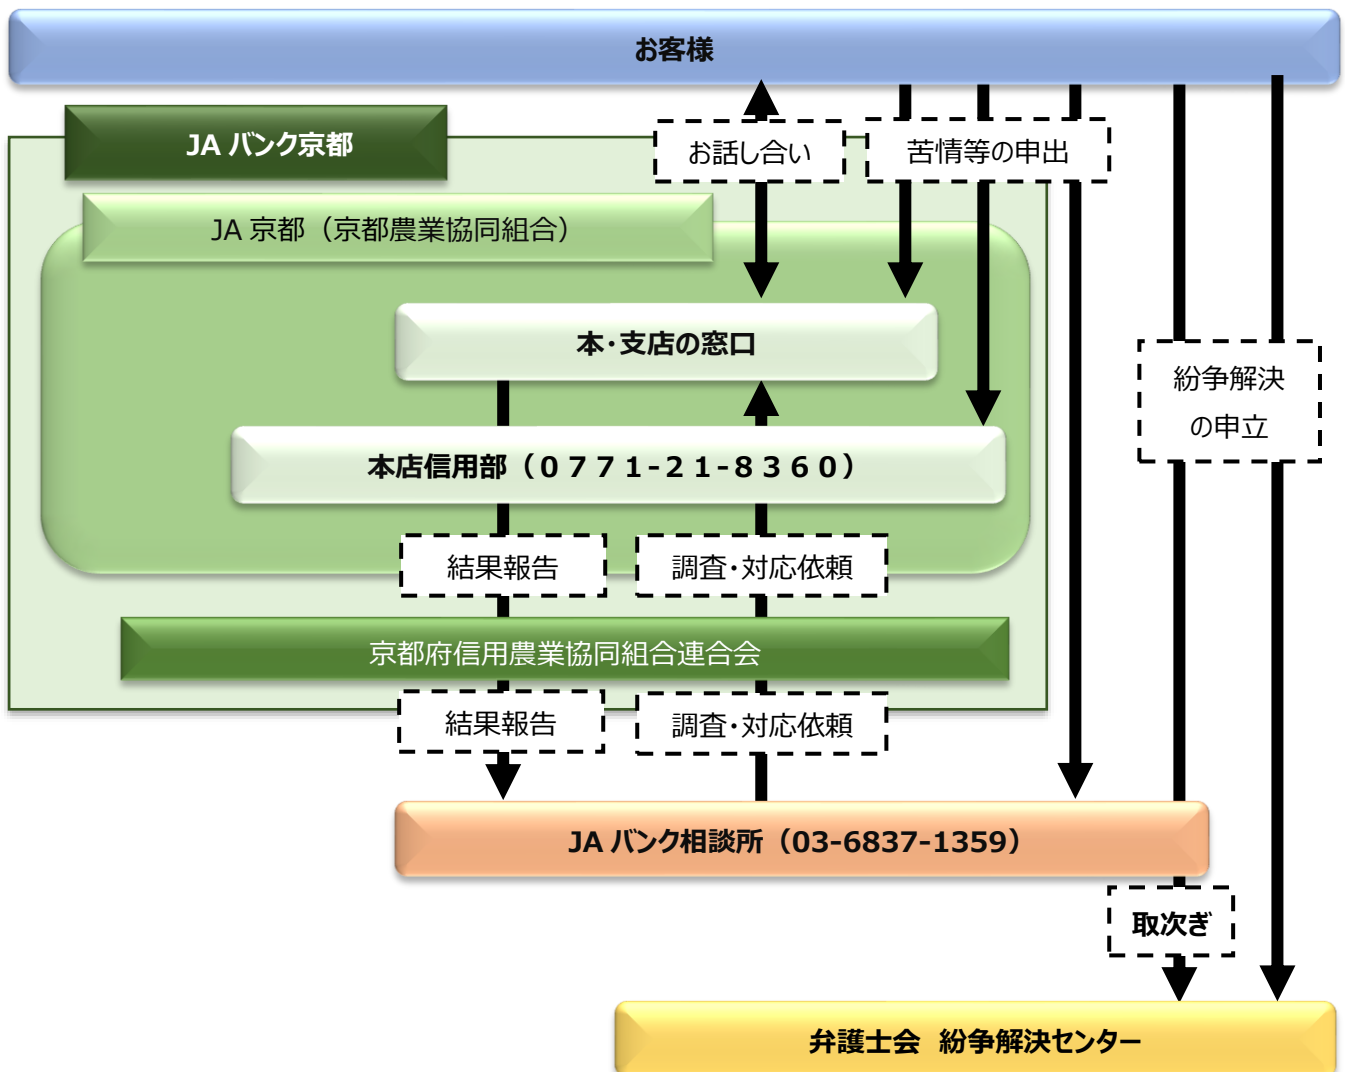 お客様
JA バンク京都
お話し合い
苦情等の申出
JA 京都（京都農業協同組合）
本・支店の窓口
紛争解決
の申立
本店信用部（０７７１-２１-８３６０）
結果報告
調査・対応依頼
京都府信用農業協同組合連合会
結果報告
調査・対応依頼
JA バンク相談所（03-6837-1359）
取次ぎ
弁護士会 紛争解決センター